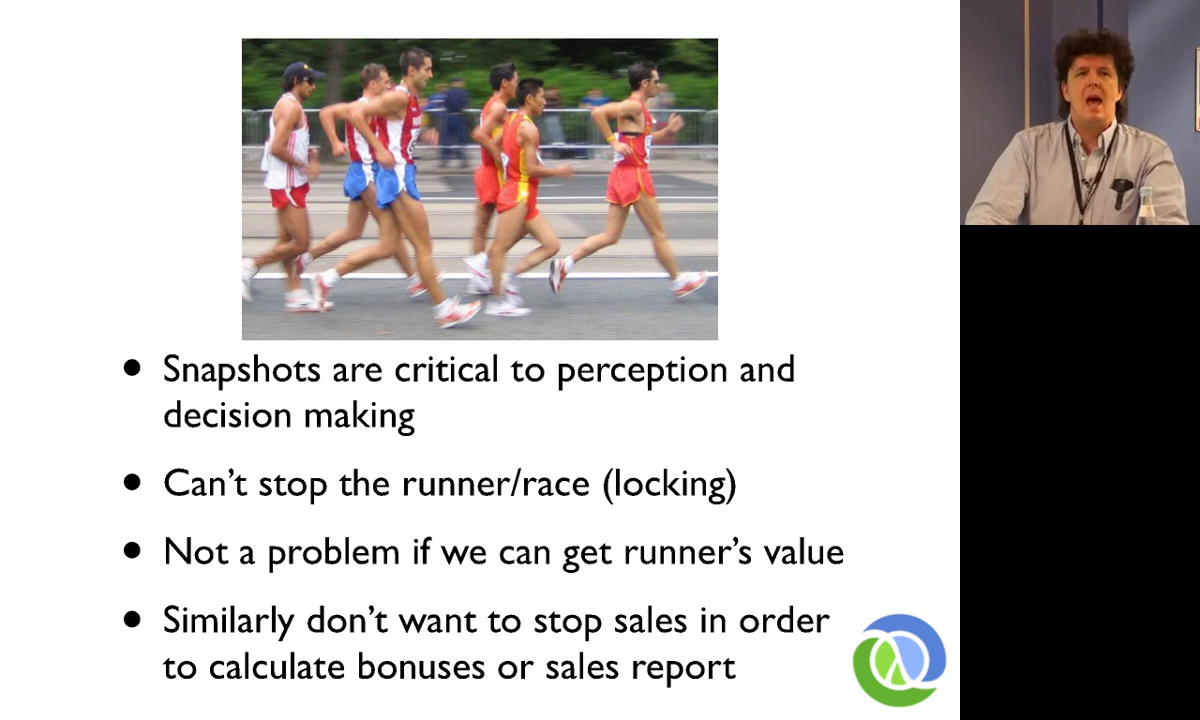 • Snapshots are critical to perception and
decision making
• Can’t stop the runner/race (locking)
• Not a problem if we can get runner’s value
• Similarly don’t want to stop sales in order
to calculate bonuses or sales report